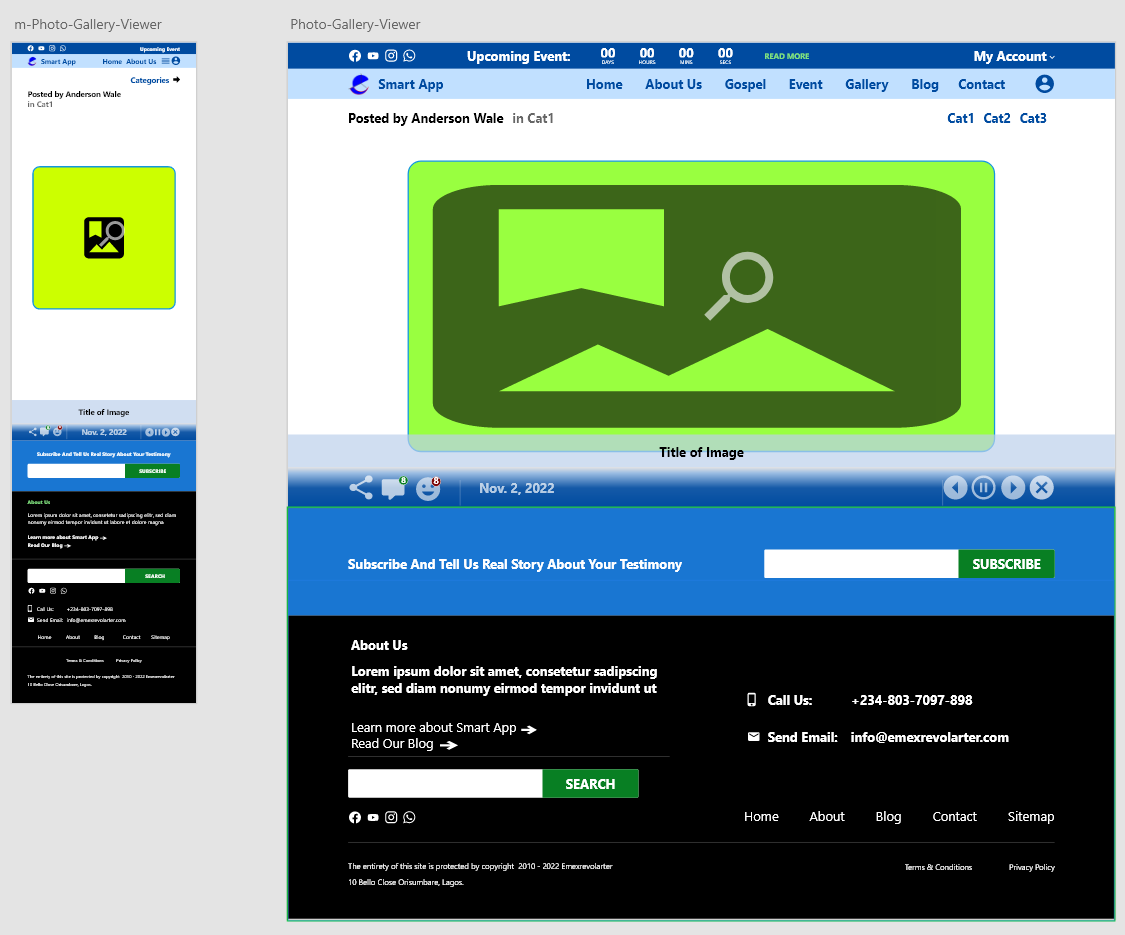 m-Photo-Gallery-Viewer
Upcoming Event
Smart App Home About Us
Categories
Posted by Anderson Wale
in Cat1
Title of Image
8 8
Nov. 2, 2022
Subscribe And Tell Us Real Story About Your Testimony
SUBSCRIBE
About Us
Lorem ipsum dolor sit amet, consetetur sadipscing elitr, sed diam
nonumy eirmod tempor invidunt ut labore et dolore magna
Learn more about Smart App
Read Our Blog
SEARCH
Call Us: +234-803-7097-898
Send Email: info@emexrevolarter.com
Home About Blog Contact Sitemap
Terms & Conditions Privacy Policy
The entirety of this site is protected by copyright 2010 - 2022 Emexrevolarter
10 Bello Close Orisumbare, Lagos.
Photo-Gallery-Viewer
Upcoming Event: 00 00 00 00 READ MORE My Account
DAYS HOURS MINS SECS
Smart App Home About Us Gospel Event Gallery Blog Contact
Posted by Anderson Wale in Cat1 Cat1 Cat2 Cat3
Title of Image
8 8
Nov. 2, 2022
Subscribe And Tell Us Real Story About Your Testimony SUBSCRIBE
About Us
Lorem ipsum dolor sit amet, consetetur sadipscing
elitr, sed diam nonumy eirmod tempor invidunt ut
Learn more about Smart App
Read Our Blog
SEARCH
Call Us: +234-803-7097-898
Send Email: info@emexrevolarter.com
Home About Blog Contact Sitemap
The entirety of this site is protected by copyright 2010 - 2022 Emexrevolarter
10 Bello Close Orisumbare, Lagos.
Terms & Conditions Privacy Policy